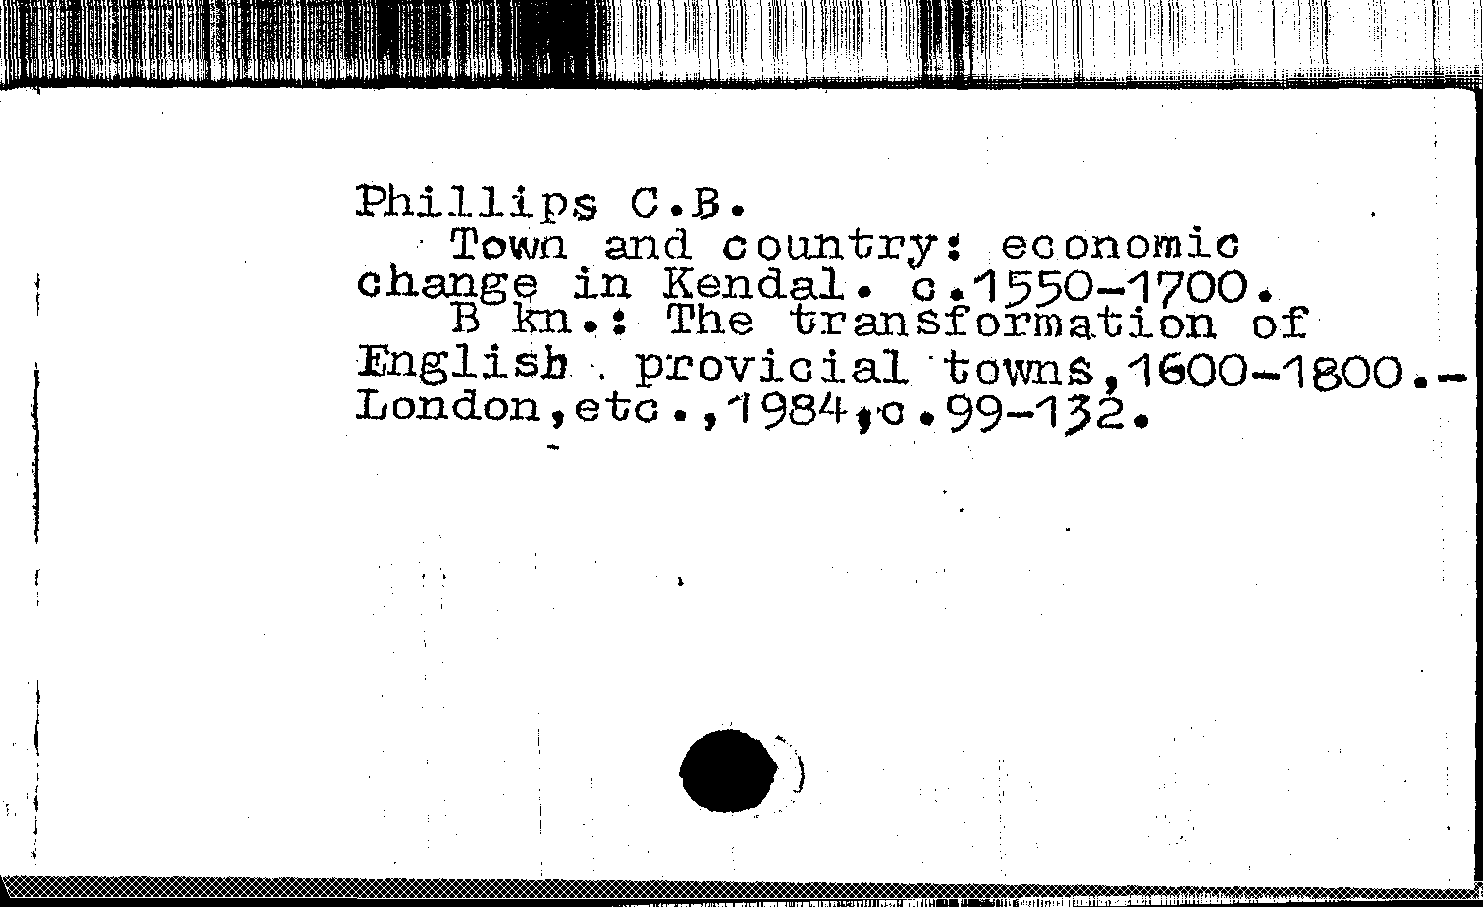 Phillips C.B.
Town and country: economic
change in Kendal. c.1550-1700.
В кн.: The transformation of
English . provicial towns,1600-1800.-
London,etc.,1984,с.99-132.